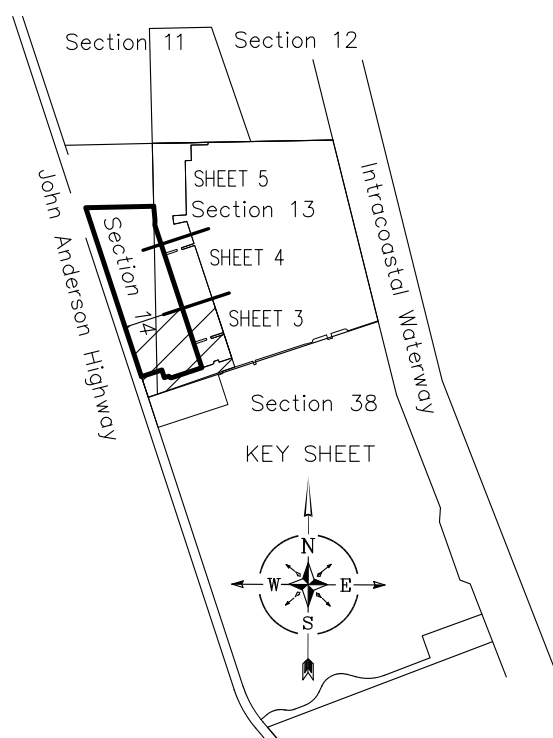 Section 11
Section 12
SHEET 5
Section 13
SHEET 4
Section 14
SHEET 3
John Anderson Highway
Intracoastal Waterway
Section 38
KEY SHEET
N
W
E
S